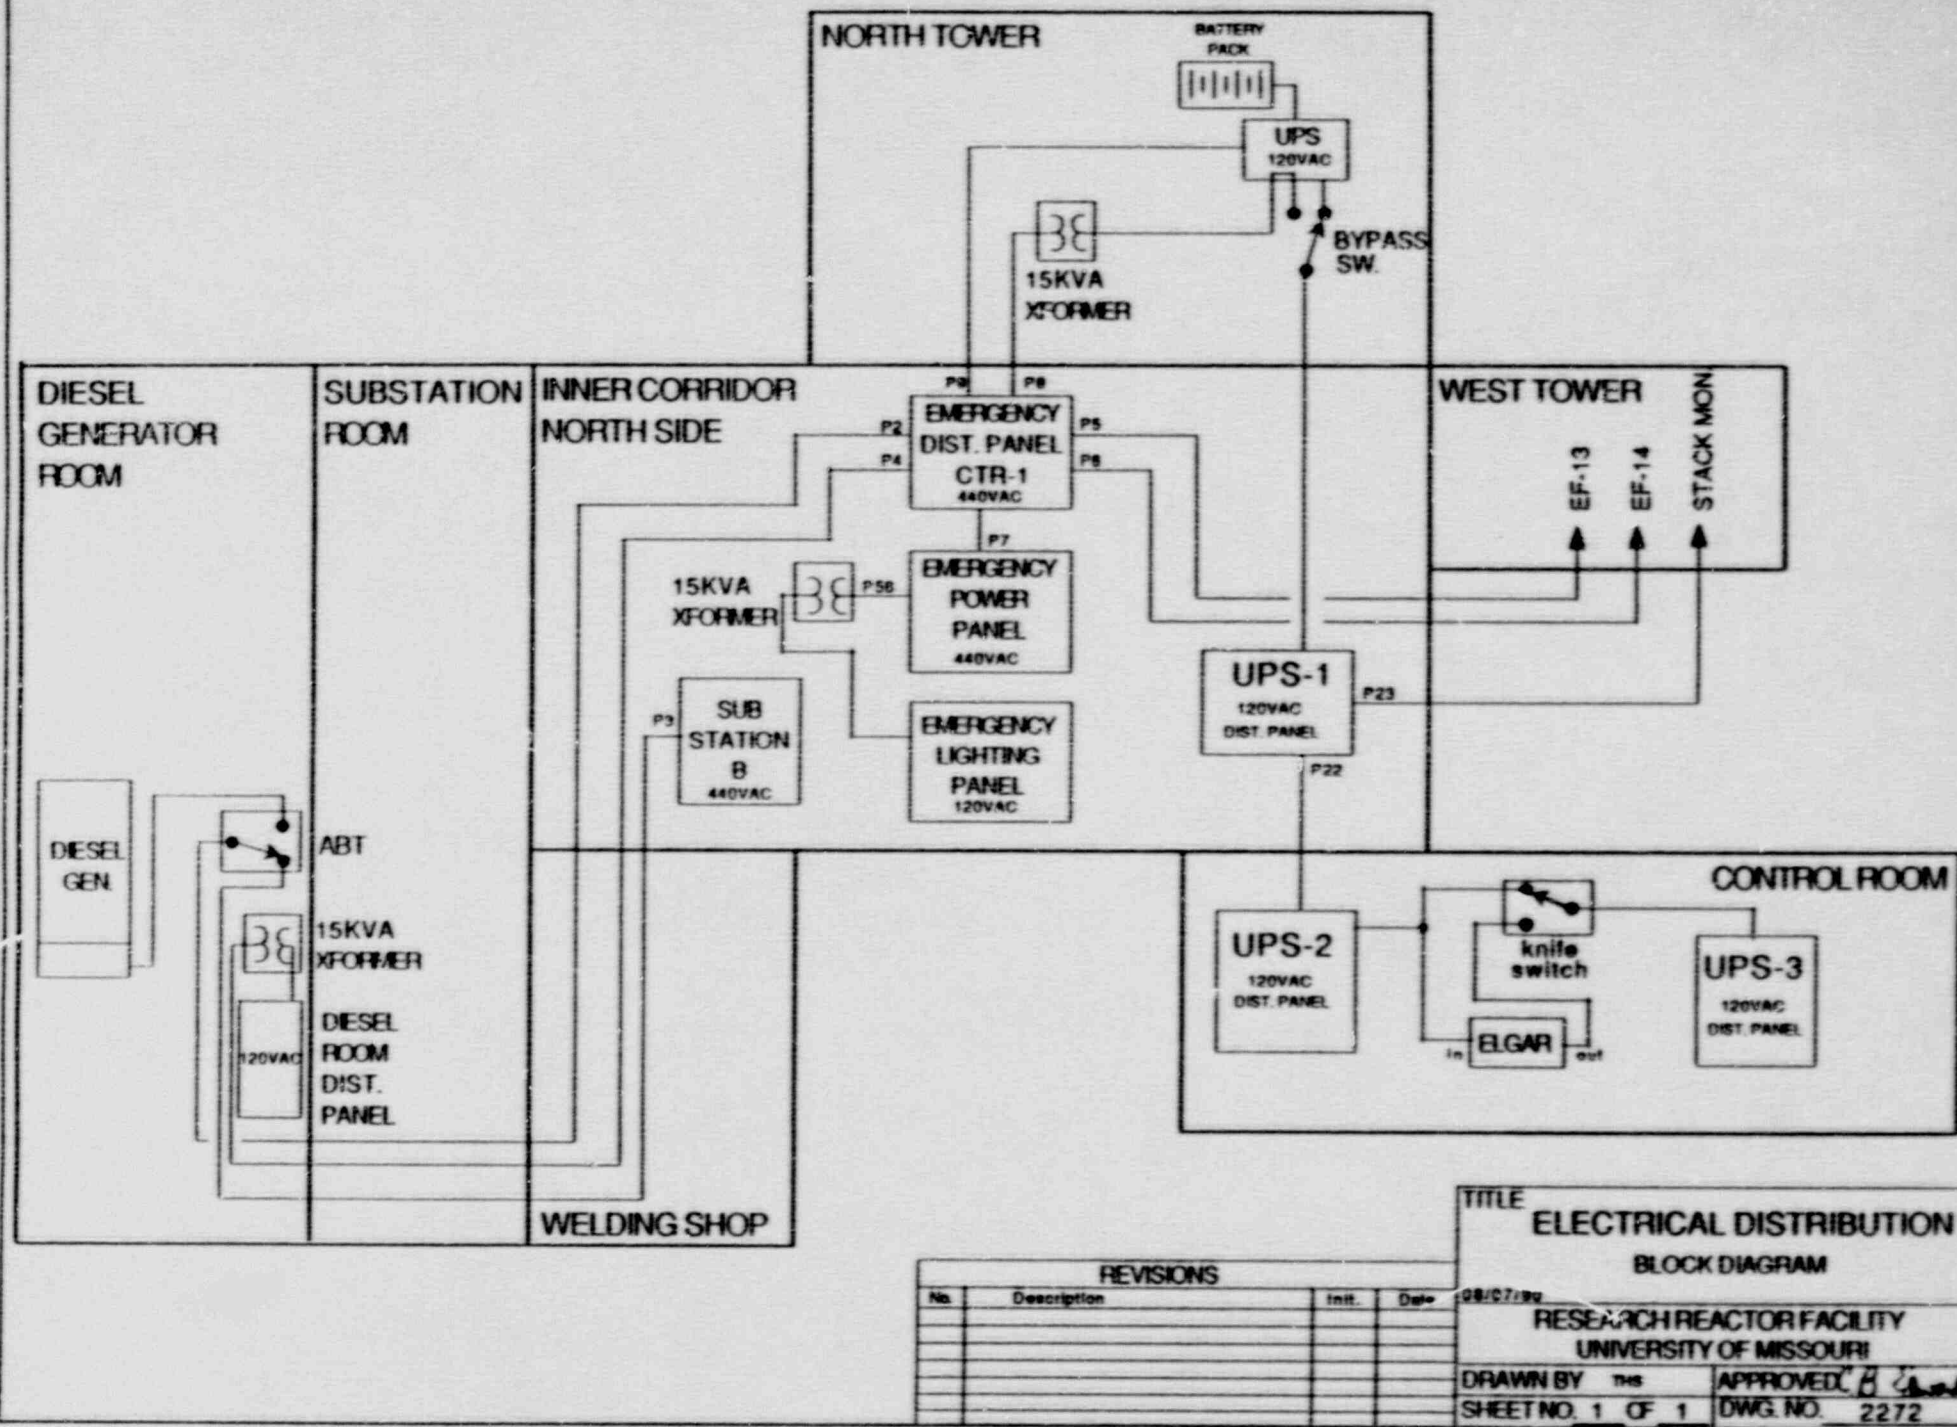 NORTH TOWER
BATTERY
PACK
UPS
120VAC
BYPASS
SW.
15KVA
XFORMER
DIESEL
GENERATOR
ROOM
SUBSTATION
ROOM
INNER CORRIDOR
NORTH SIDE
P9
P8
P2
P4
EMERGENCY
DIST. PANEL
CTR-1
440VAC
P5
P6
P7
WEST TOWER
EF-13
EF-14
STACK MON.
15KVA
XFORMER
P56
EMERGENCY
POWER
PANEL
440VAC
P3
SUB
STATION
B
440VAC
EMERGENCY
LIGHTING
PANEL
120VAC
UPS-1
120VAC
DIST. PANEL
P23
P22
DIESEL
GEN.
ABT
15KVA
XFORMER
120VAC
DIESEL
ROOM
DIST.
PANEL
WELDING SHOP
CONTROL ROOM
UPS-2
120VAC
DIST. PANEL
knife
switch
in
ELGAR
out
UPS-3
120VAC
DIST. PANEL
REVISIONS
No. Description Init. Date
TITLE
ELECTRICAL DISTRIBUTION
BLOCK DIAGRAM
RESEARCH REACTOR FACILITY
UNIVERSITY OF MISSOURI
DRAWN BY THS APPROVED
SHEET NO. 1 OF 1 DWG. NO. 2272